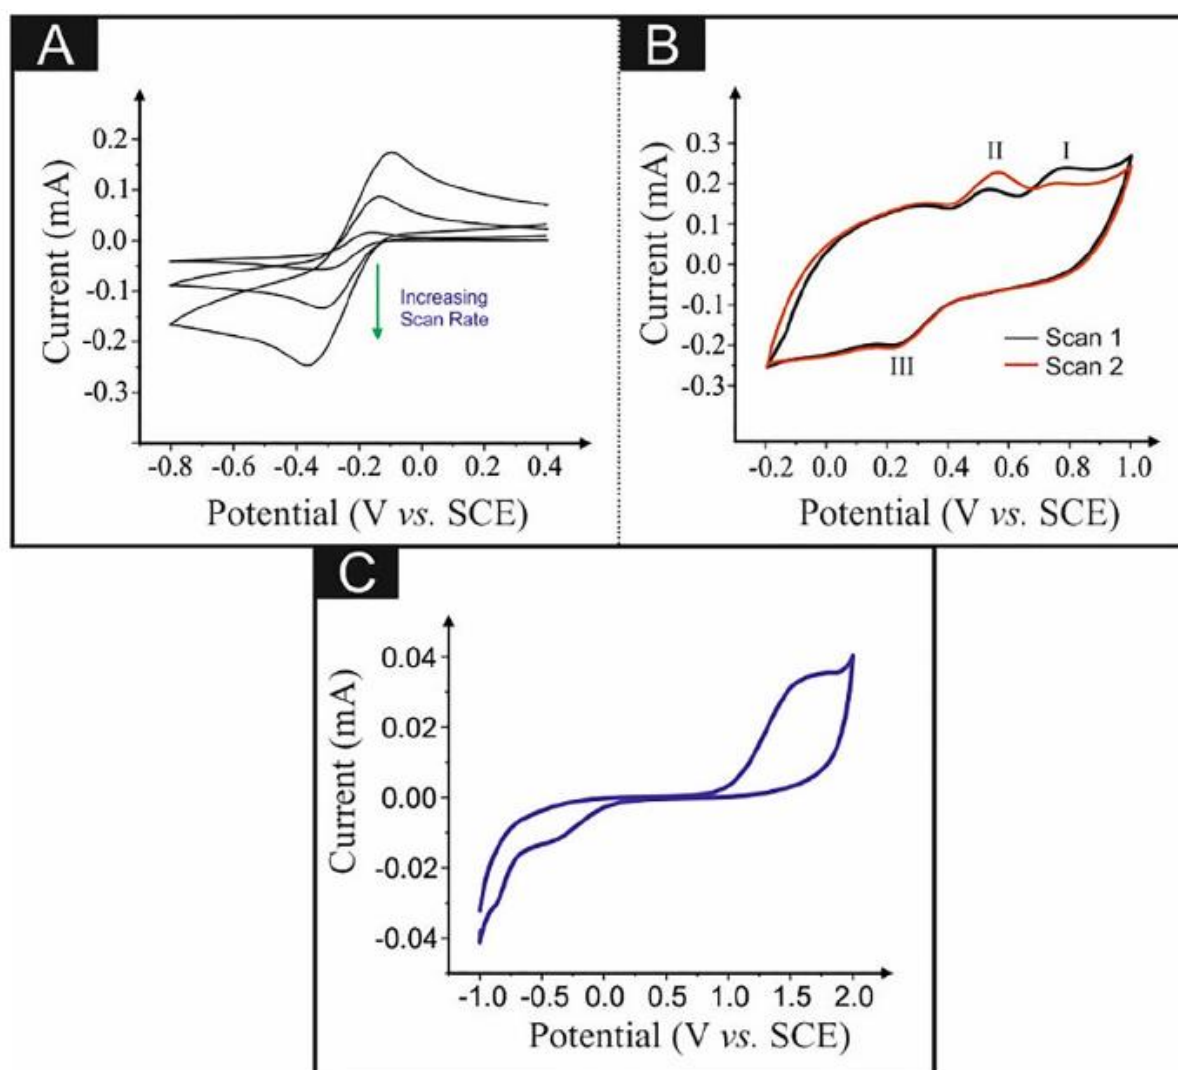 A
Current (mA)
0.2
0.1
0.0
-0.1
-0.2
-0.3
Increasing
Scan Rate
-0.8 -0.6 -0.4 -0.2 0.0 0.2 0.4
Potential (V vs. SCE)
B
Current (mA)
0.3
0.2
0.1
0.0
-0.1
-0.2
-0.3
II
I
III
Scan 1
Scan 2
-0.2 0.0 0.2 0.4 0.6 0.8 1.0
Potential (V vs. SCE)
C
Current (mA)
0.04
0.02
0.00
-0.02
-0.04
-1.0 -0.5 0.0 0.5 1.0 1.5 2.0
Potential (V vs. SCE)